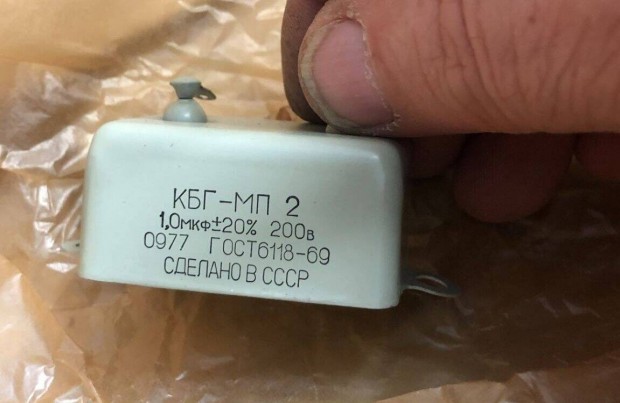 КБГ-МП 2
1,0мкф±20% 200в
0977 ГОСТ6118-69
СДЕЛАНО В СССР